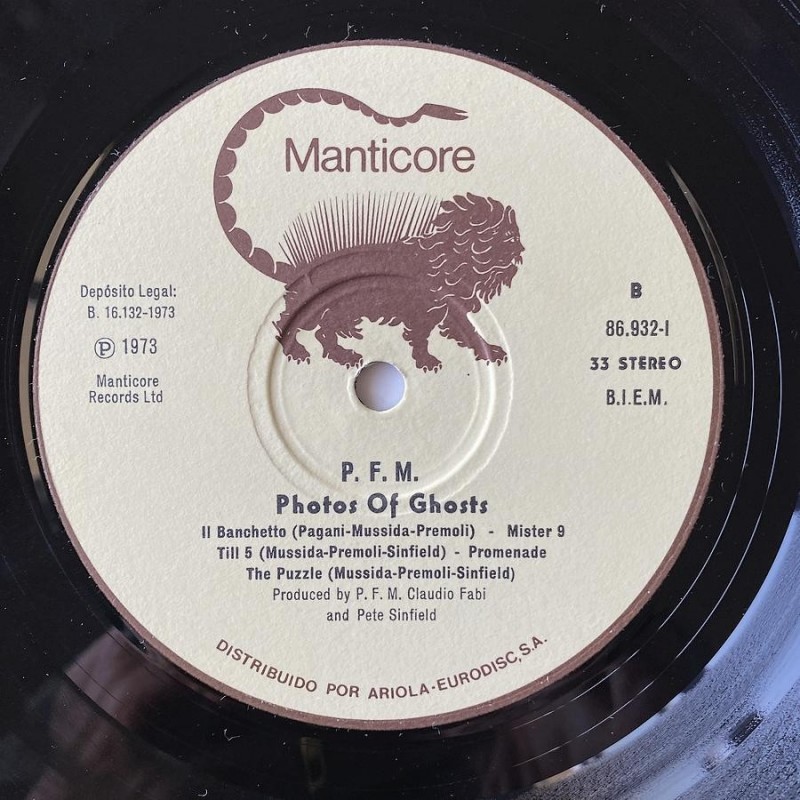 Manticore
Depósito Legal:
B. 16.132-1973
Ⓟ 1973
Manticore
Records Ltd
B
86.932-I
33 STEREO
B.I.E.M.
P. F. M.
Photos Of Ghosts
Il Banchetto (Pagani-Mussida-Premoli) - Mister 9
Till 5 (Mussida-Premoli-Sinfield) - Promenade
The Puzzle (Mussida-Premoli-Sinfield)
Produced by P. F. M. Claudio Fabi
and Pete Sinfield
DISTRIBUIDO POR ARIOLA-EURODISC, S.A.